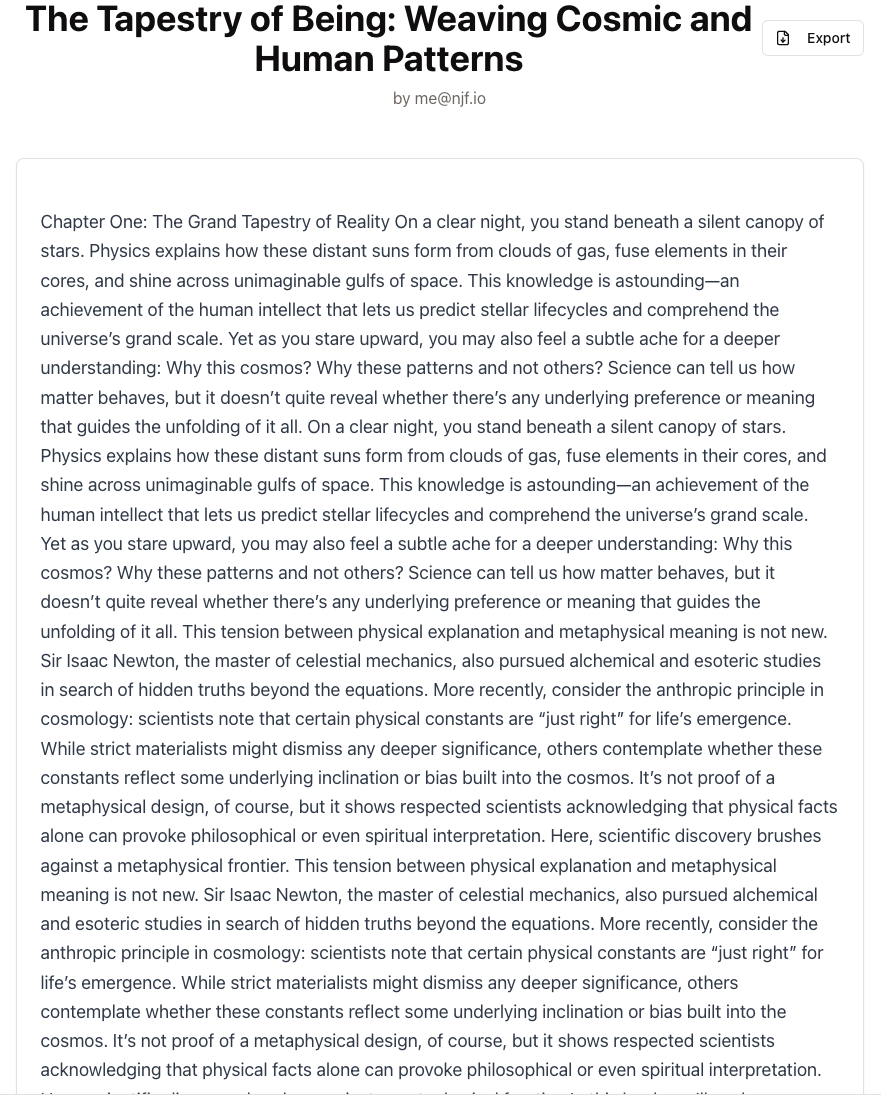 The Tapestry of Being: Weaving Cosmic and
Human Patterns
Export
by me@njf.io
Chapter One: The Grand Tapestry of Reality On a clear night, you stand beneath a silent canopy of
stars. Physics explains how these distant suns form from clouds of gas, fuse elements in their
cores, and shine across unimaginable gulfs of space. This knowledge is astounding—an
achievement of the human intellect that lets us predict stellar lifecycles and comprehend the
universe’s grand scale. Yet as you stare upward, you may also feel a subtle ache for a deeper
understanding: Why this cosmos? Why these patterns and not others? Science can tell us how
matter behaves, but it doesn’t quite reveal whether there’s any underlying preference or meaning
that guides the unfolding of it all. On a clear night, you stand beneath a silent canopy of stars.
Physics explains how these distant suns form from clouds of gas, fuse elements in their cores, and
shine across unimaginable gulfs of space. This knowledge is astounding—an achievement of the
human intellect that lets us predict stellar lifecycles and comprehend the universe’s grand scale.
Yet as you stare upward, you may also feel a subtle ache for a deeper understanding: Why this
cosmos? Why these patterns and not others? Science can tell us how matter behaves, but it
doesn’t quite reveal whether there’s any underlying preference or meaning that guides the
unfolding of it all. This tension between physical explanation and metaphysical meaning is not new.
Sir Isaac Newton, the master of celestial mechanics, also pursued alchemical and esoteric studies
in search of hidden truths beyond the equations. More recently, consider the anthropic principle in
cosmology: scientists note that certain physical constants are “just right” for life’s emergence.
While strict materialists might dismiss any deeper significance, others contemplate whether these
constants reflect some underlying inclination or bias built into the cosmos. It’s not proof of a
metaphysical design, of course, but it shows respected scientists acknowledging that physical facts
alone can provoke philosophical or even spiritual interpretation. Here, scientific discovery brushes
against a metaphysical frontier. This tension between physical explanation and metaphysical
meaning is not new. Sir Isaac Newton, the master of celestial mechanics, also pursued alchemical
and esoteric studies in search of hidden truths beyond the equations. More recently, consider the
anthropic principle in cosmology: scientists note that certain physical constants are “just right” for
life’s emergence. While strict materialists might dismiss any deeper significance, others
contemplate whether these constants reflect some underlying inclination or bias built into the
cosmos. It’s not proof of a metaphysical design, of course, but it shows respected scientists
acknowledging that physical facts alone can provoke philosophical or even spiritual interpretation.